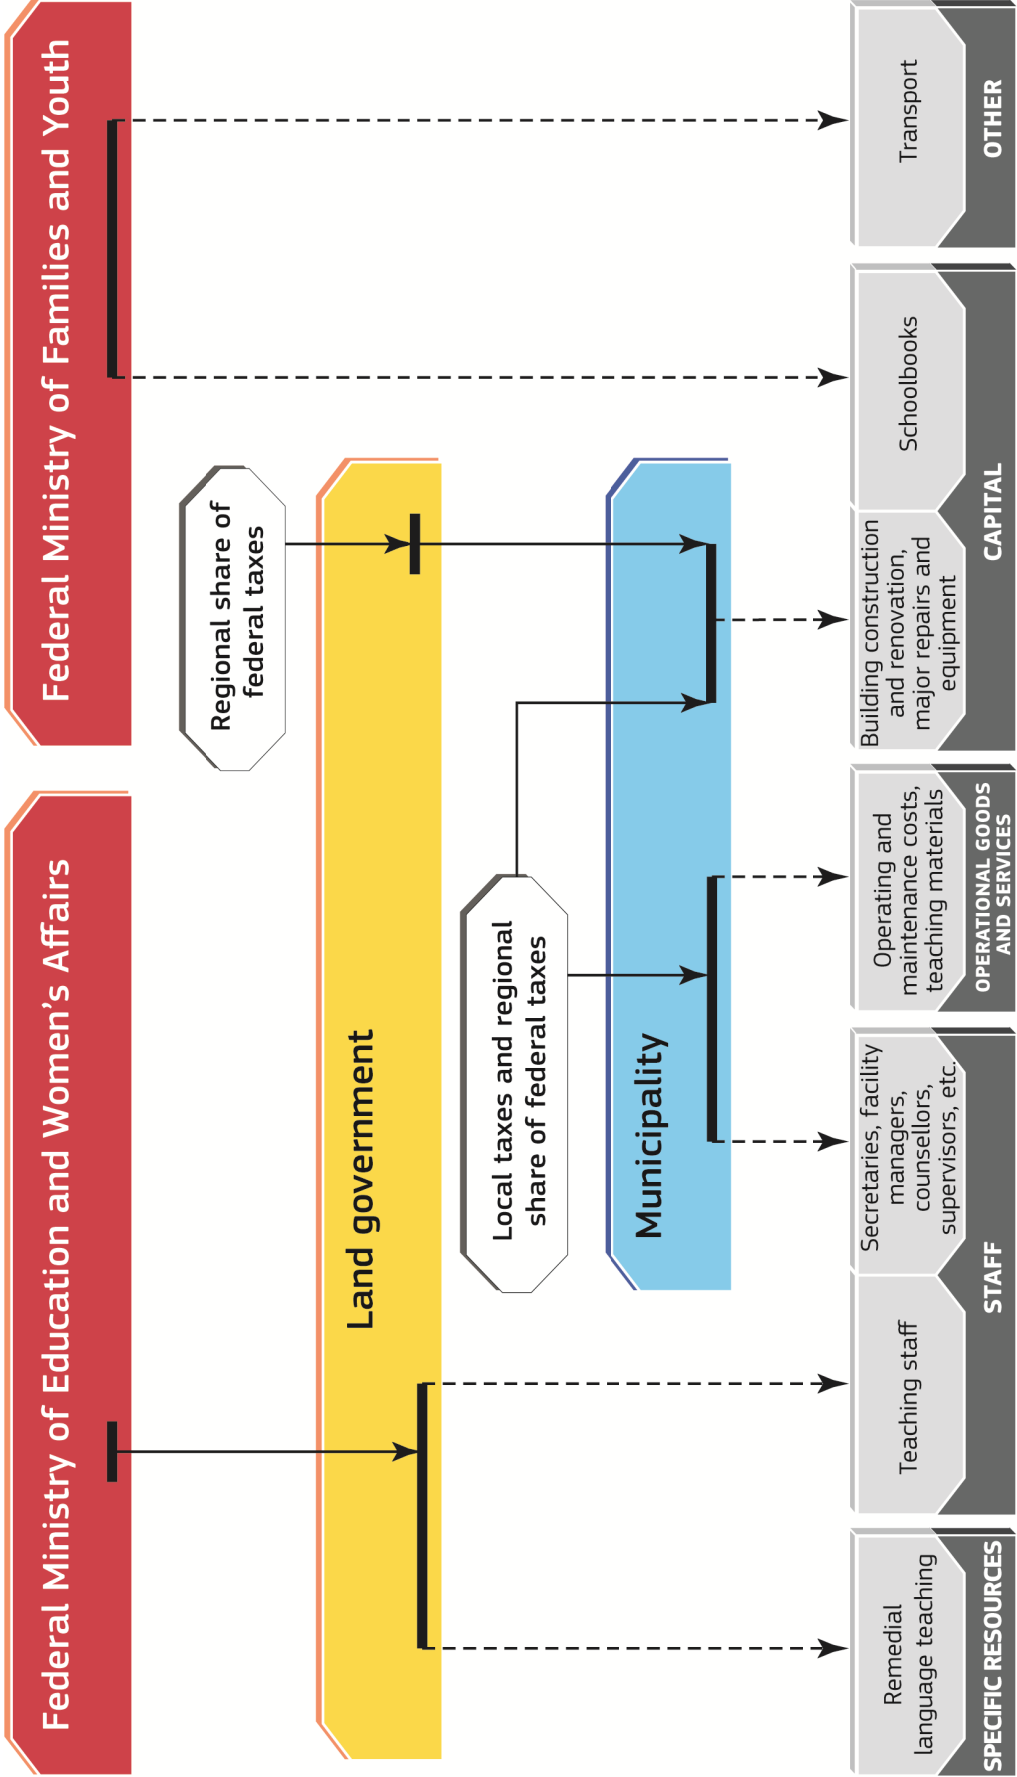 Federal Ministry of Education and Women’s Affairs
Federal Ministry of Families and Youth
Regional share of
federal taxes
Land government
Local taxes and regional
share of federal taxes
Municipality
Remedial
language teaching
Teaching staff
Secretaries, facility
managers,
counsellors,
supervisors, etc.
Operating and
maintenance costs,
teaching materials
Building construction
and renovation,
major repairs and
equipment
Schoolbooks
Transport
SPECIFIC RESOURCES
STAFF
OPERATIONAL GOODS
AND SERVICES
CAPITAL
OTHER